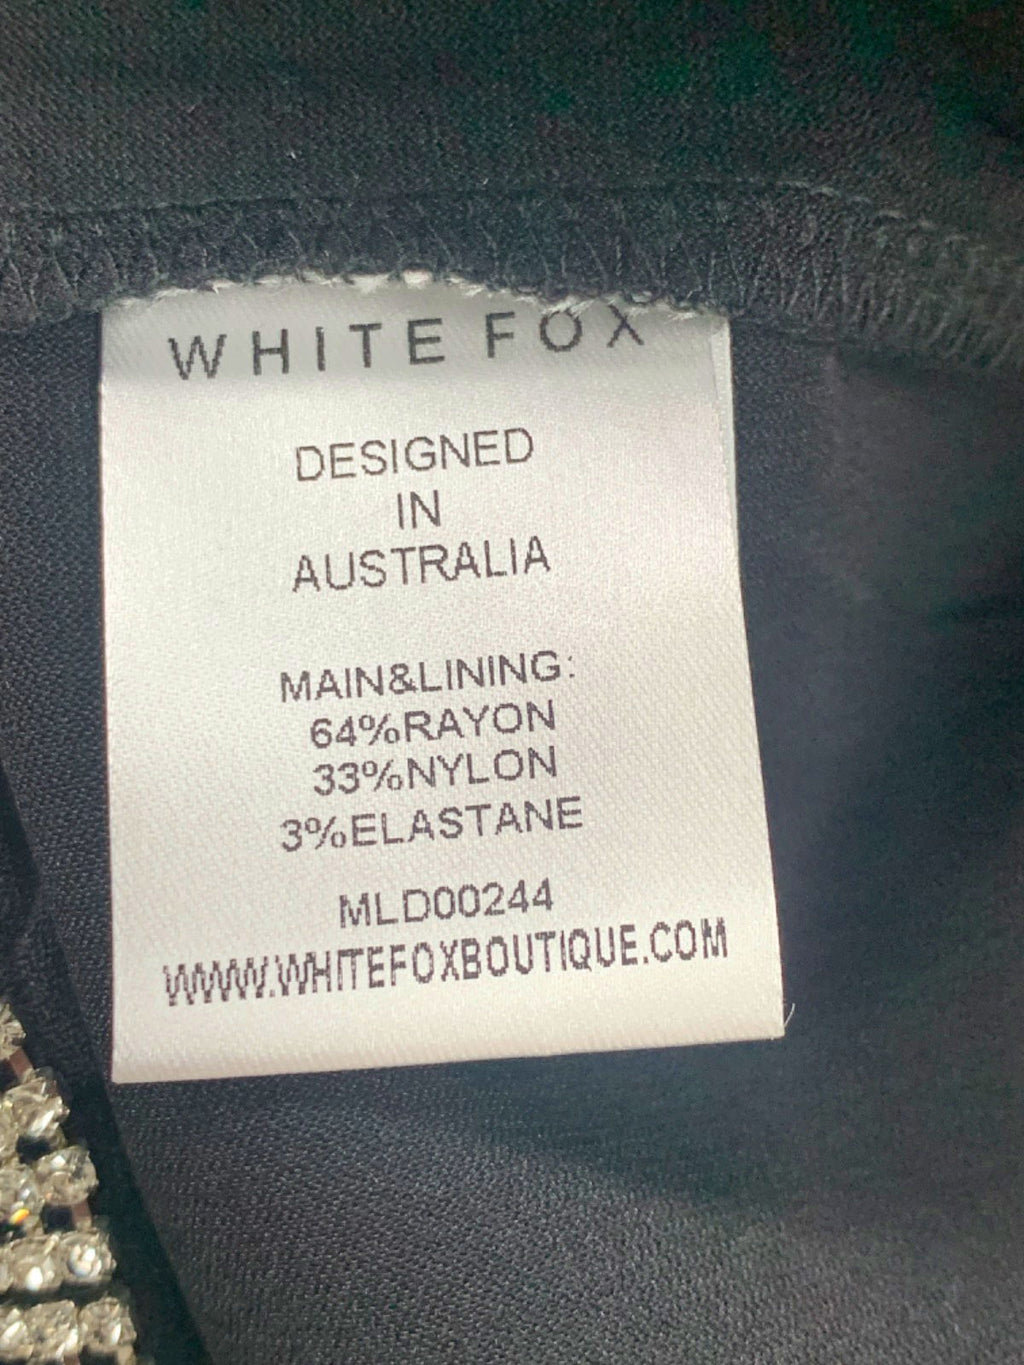 WHITE FOX
DESIGNED
IN
AUSTRALIA
MAIN&LINING:
64%RAYON
33%NYLON
3%ELASTANE
MLD00244
WWW.WHITEFOXBOUTIQUE.COM